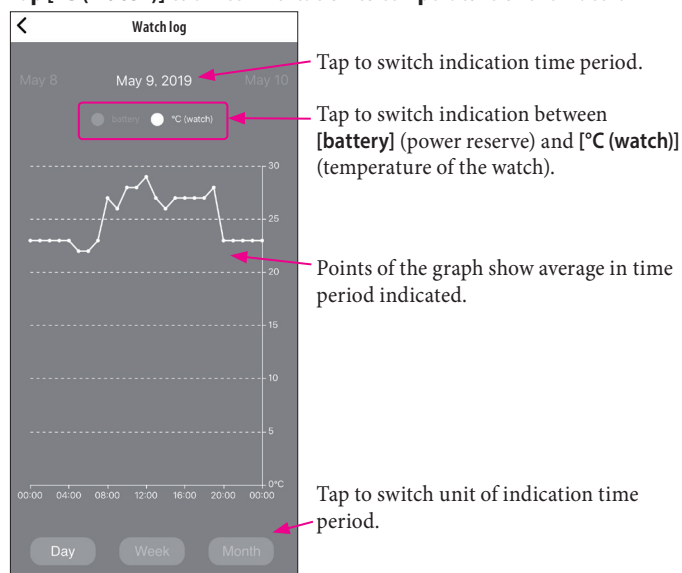 Watch log
May 8
May 9, 2019
May 10
battery
°C (watch)
30
25
20
15
10
5
0°C
00:00 04:00 08:00 12:00 16:00 20:00 00:00
Day
Week
Month
Tap to switch indication time period.
Tap to switch indication between
[battery] (power reserve) and [°C (watch)]
(temperature of the watch).
Points of the graph show average in time
period indicated.
Tap to switch unit of indication time
period.